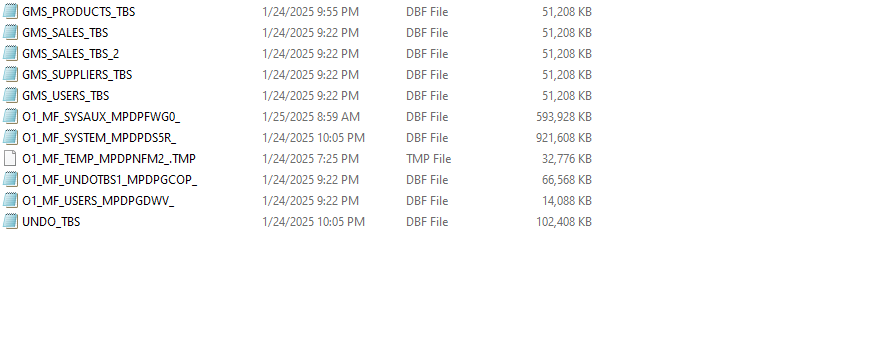 GMS_PRODUCTS_TBS 1/24/2025 9:55 PM DBF File 51,208 KB
GMS_SALES_TBS 1/24/2025 9:22 PM DBF File 51,208 KB
GMS_SALES_TBS_2 1/24/2025 9:22 PM DBF File 51,208 KB
GMS_SUPPLIERS_TBS 1/24/2025 9:22 PM DBF File 51,208 KB
GMS_USERS_TBS 1/24/2025 9:22 PM DBF File 51,208 KB
O1_MF_SYSAUX_MPDPFWG0_ 1/25/2025 8:59 AM DBF File 593,928 KB
O1_MF_SYSTEM_MPDPDS5R_ 1/24/2025 10:05 PM DBF File 921,608 KB
O1_MF_TEMP_MPDPNFM2_.TMP 1/24/2025 7:25 PM TMP File 32,776 KB
O1_MF_UNDOTBS1_MPDPGCOP_ 1/24/2025 9:22 PM DBF File 66,568 KB
O1_MF_USERS_MPDPGDWV_ 1/24/2025 9:22 PM DBF File 14,088 KB
UNDO_TBS 1/24/2025 10:05 PM DBF File 102,408 KB